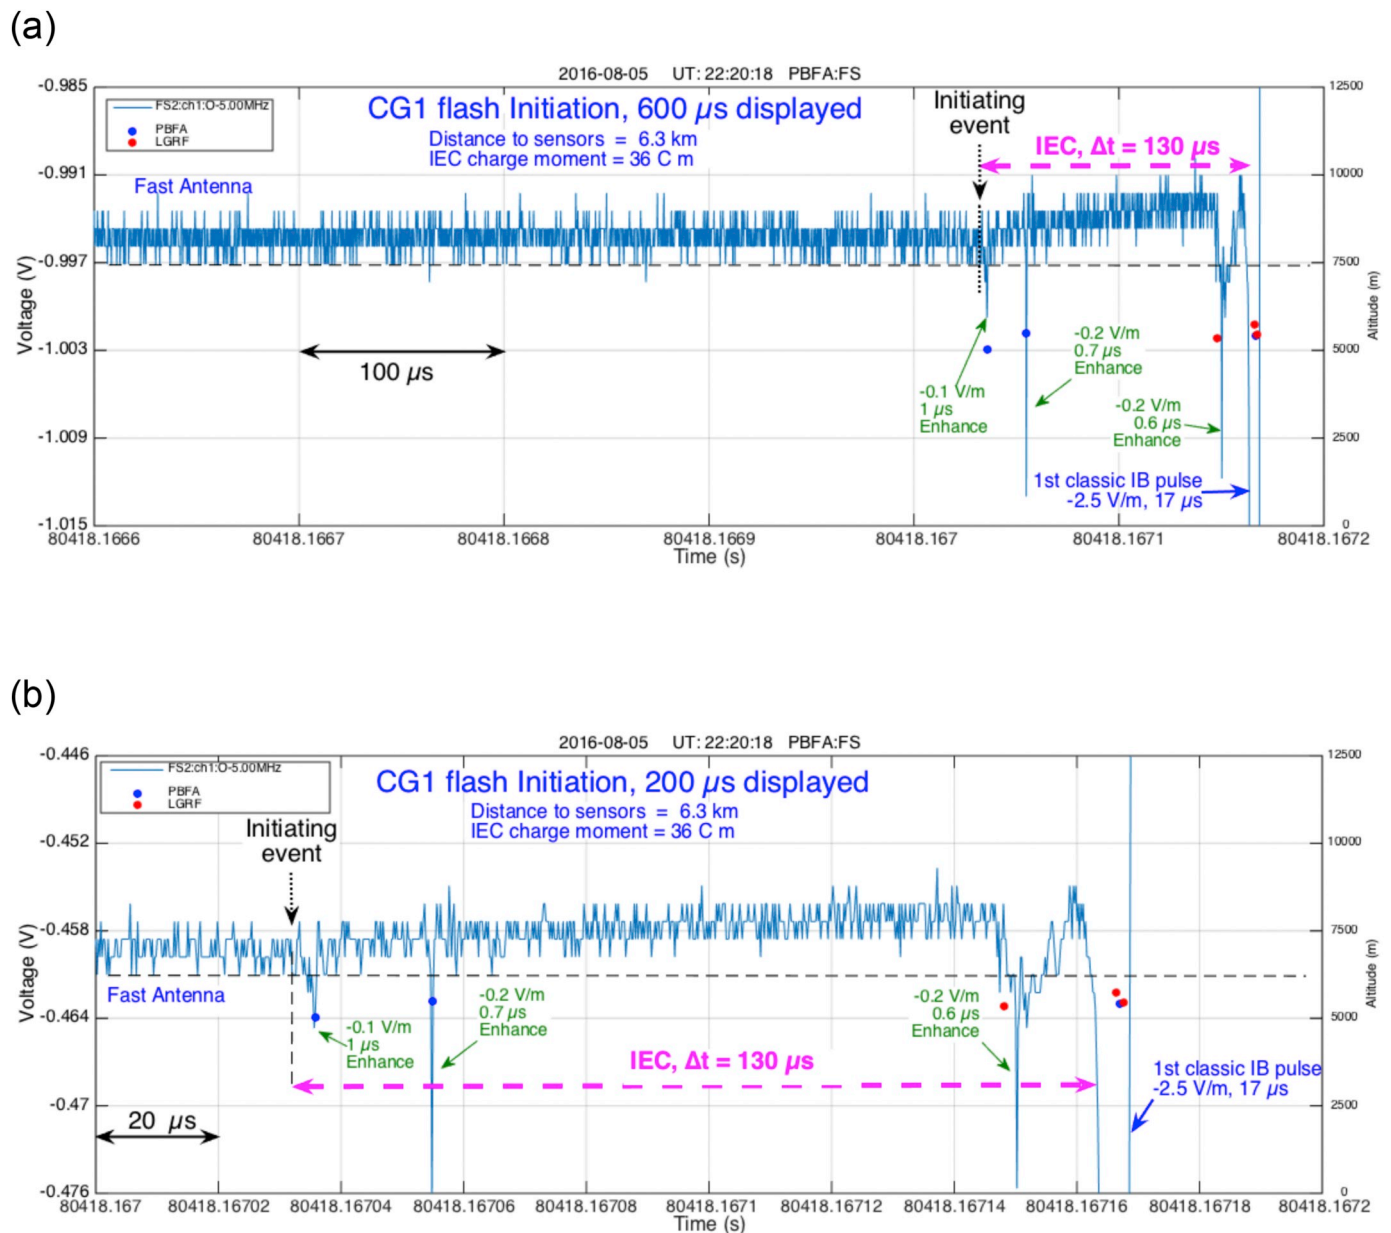 (a)
2016-08-05 UT: 22:20:18 PBFA:FS
-0.985
12500
FS2:ch1:O-5.00MHz
PBFA
LGRF
CG1 flash Initiation, 600 µs displayed
Distance to sensors = 6.3 km
IEC charge moment = 36 C m
Initiating
event
IEC, Δt = 130 µs
-0.991
10000
Fast Antenna
-0.997
7500
Voltage (V)
Altitude (m)
-1.003
5000
100 µs
-0.1 V/m
1 µs
Enhance
-0.2 V/m
0.7 µs
Enhance
-0.2 V/m
0.6 µs
Enhance
-1.009
2500
1st classic IB pulse
-2.5 V/m, 17 µs
-1.015
0
80418.1666
80418.1667
80418.1668
80418.1669
80418.167
80418.1671
80418.1672
Time (s)
(b)
2016-08-05 UT: 22:20:18 PBFA:FS
-0.446
12500
FS2:ch1:O-5.00MHz
PBFA
LGRF
CG1 flash Initiation, 200 µs displayed
Distance to sensors = 6.3 km
IEC charge moment = 36 C m
Initiating
event
-0.452
10000
-0.458
7500
Voltage (V)
Altitude (m)
Fast Antenna
-0.464
5000
-0.1 V/m
1 µs
Enhance
-0.2 V/m
0.7 µs
Enhance
-0.2 V/m
0.6 µs
Enhance
IEC, Δt = 130 µs
1st classic IB pulse
-2.5 V/m, 17 µs
-0.47
2500
20 µs
-0.476
0
80418.167
80418.16702
80418.16704
80418.16706
80418.16708
80418.1671
80418.16712
80418.16714
80418.16716
80418.16718
80418.1672
Time (s)